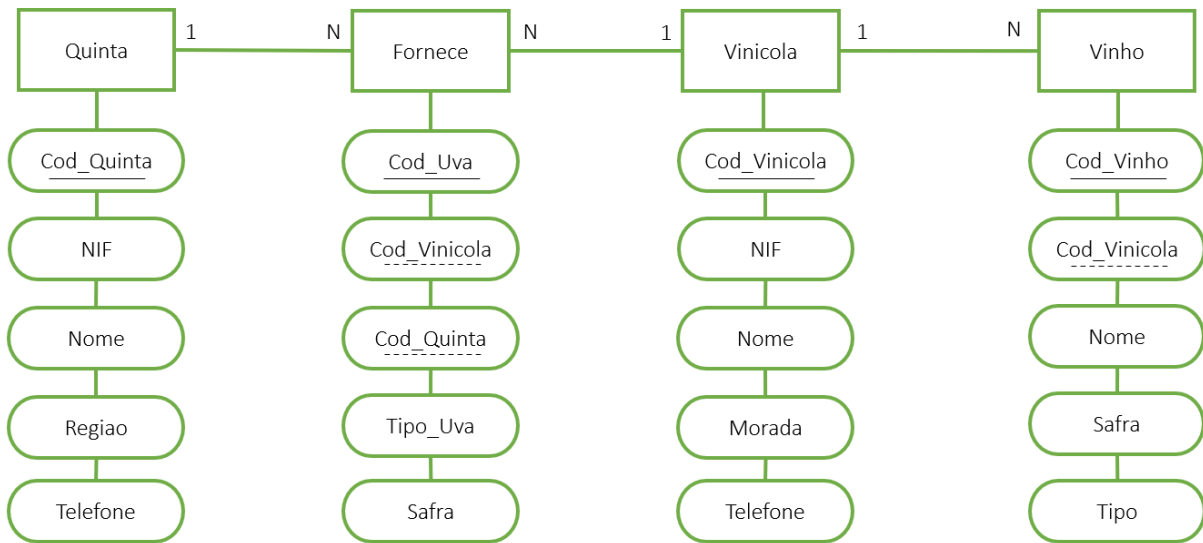 Quinta 1 N Fornece N 1 Vinicola 1 N Vinho
Cod_Quinta Cod_Uva Cod_Vinicola Cod_Vinho
NIF Cod_Vinicola NIF Cod_Vinicola
Nome Cod_Quinta Nome Nome
Regiao Tipo_Uva Morada Safra
Telefone Safra Telefone Tipo